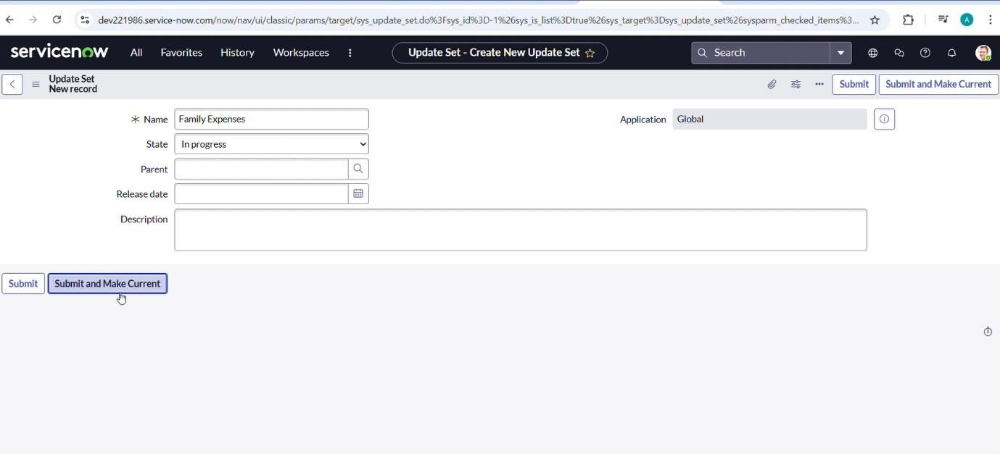 dev221986.service-now.com/now/nav/ui/classic/params/target/sys_update_set.do%3Fsys_id%3D-1%26sys_is_list%3Dtrue%26sys_target%3Dsys_update_set%26sysparm_checked_items%3... A
servicenow All Favorites History Workspaces Update Set - Create New Update Set Search
Update Set
New record
Submit Submit and Make Current
* Name Family Expenses Application Global
State In progress
Parent
Release date
Description
Submit Submit and Make Current